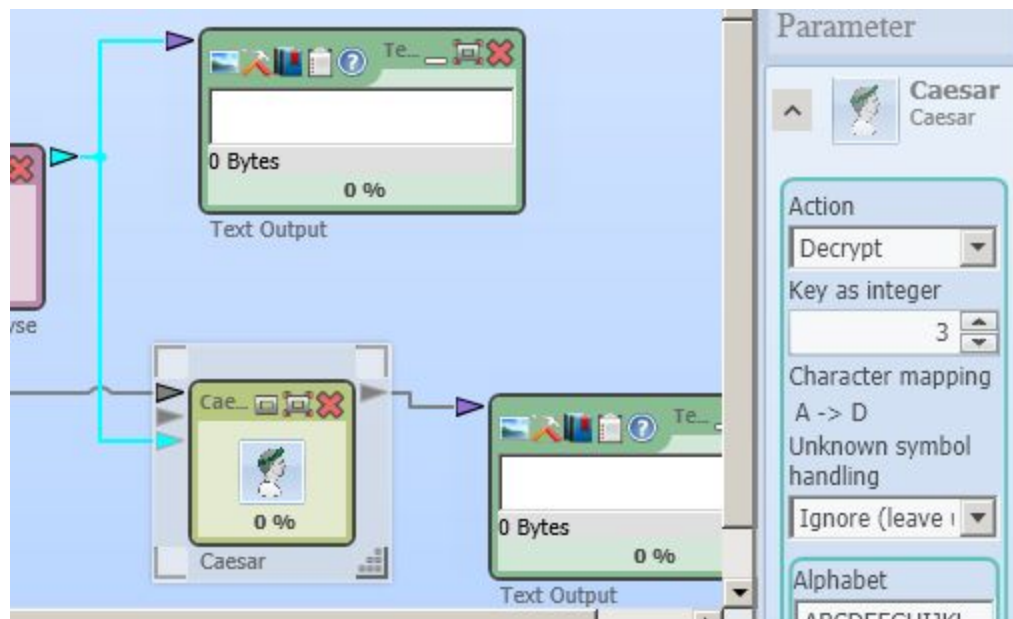 Te...
0 Bytes
0 %
Text Output
yse
Cae...
0 %
Caesar
Te...
0 Bytes
0 %
Text Output
Parameter
Caesar
Caesar
Action
Decrypt
Key as integer
3
Character mapping
A -> D
Unknown symbol
handling
Ignore (leave
Alphabet
ABCDEFGHIJKL